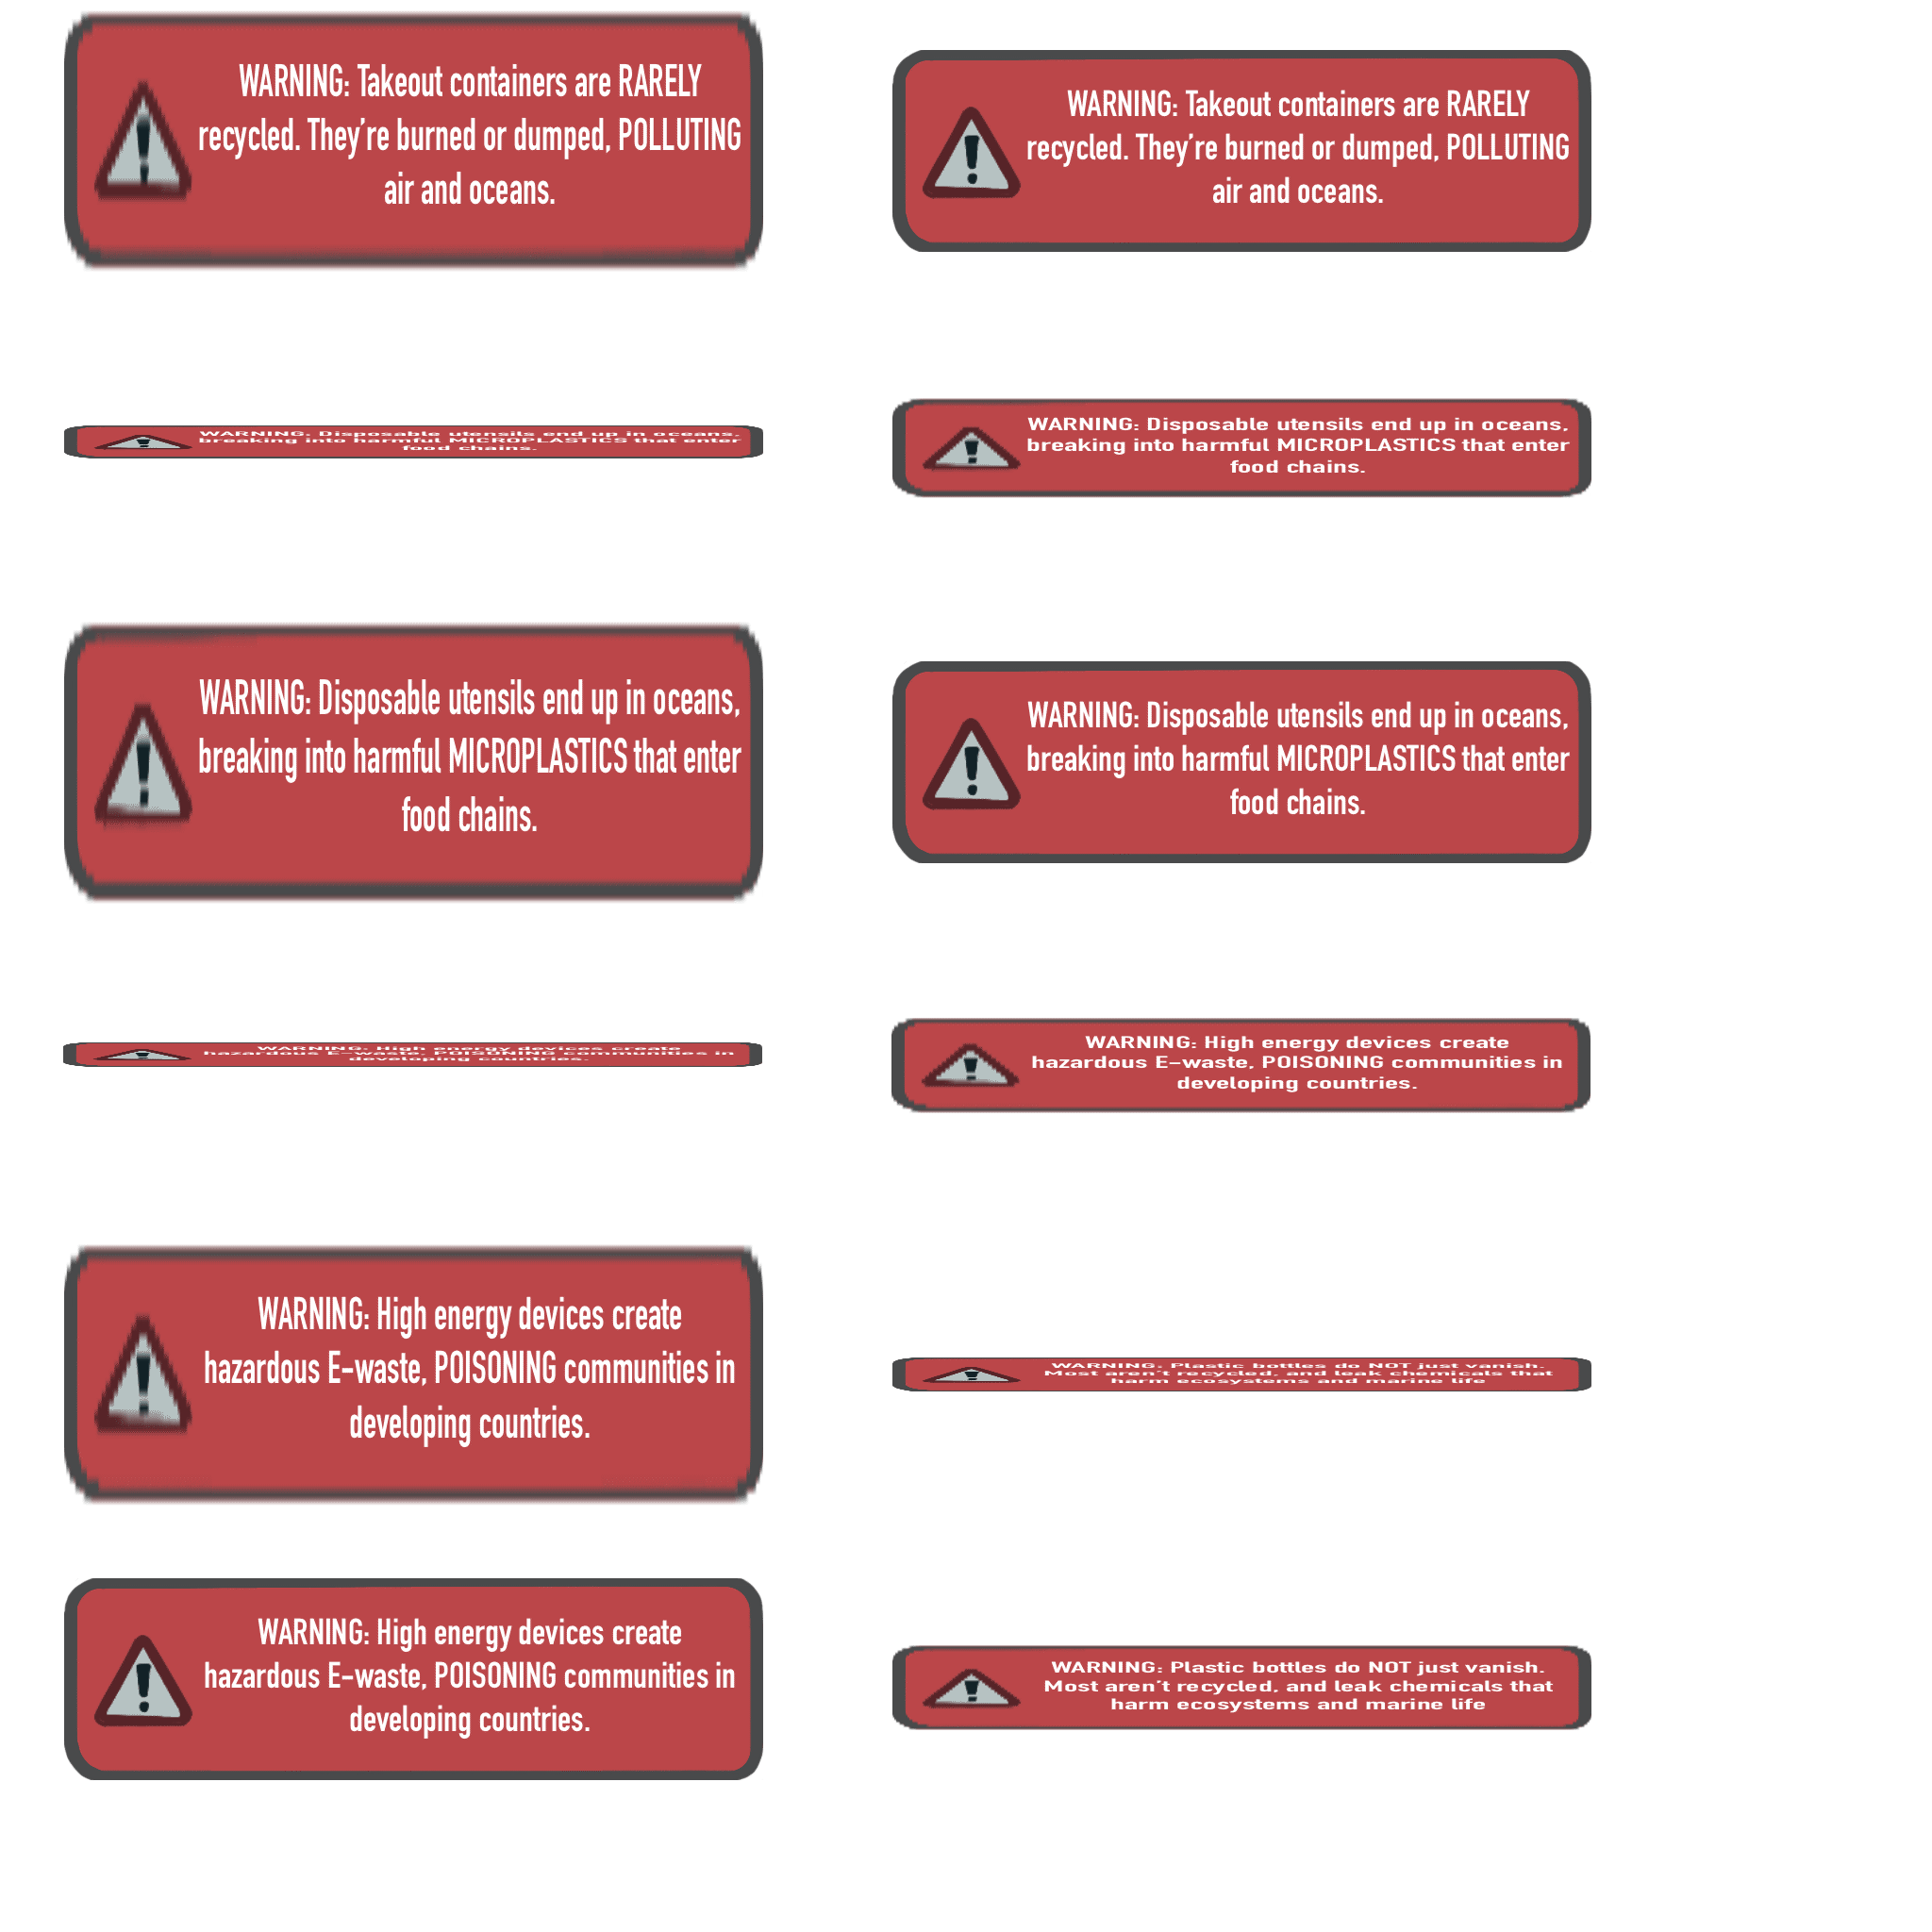 WARNING: Takeout containers are RARELY
recycled. They're burned or dumped, POLLUTING
air and oceans.
WARNING: Takeout containers are RARELY
recycled. They're burned or dumped, POLLUTING
air and oceans.
WARNING: Disposable utensils end up in oceans,
breaking into harmful MICROPLASTICS that enter
food chains.
WARNING: Disposable utensils end up in oceans,
breaking into harmful MICROPLASTICS that enter
food chains.
WARNING: Disposable utensils end up in oceans,
breaking into harmful MICROPLASTICS that enter
food chains.
WARNING: Disposable utensils end up in oceans,
breaking into harmful MICROPLASTICS that enter
food chains.
WARNING: High energy devices create
hazardous E-waste, POISONING communities in
developing countries.
WARNING: High energy devices create
hazardous E-waste, POISONING communities in
developing countries.
WARNING: High energy devices create
hazardous E-waste, POISONING communities in
developing countries.
WARNING: Plastic bottles do NOT just vanish.
Most aren't recycled, and leak chemicals that
harm ecosystems and marine life
WARNING: High energy devices create
hazardous E-waste, POISONING communities in
developing countries.
WARNING: Plastic bottles do NOT just vanish.
Most aren't recycled, and leak chemicals that
harm ecosystems and marine life